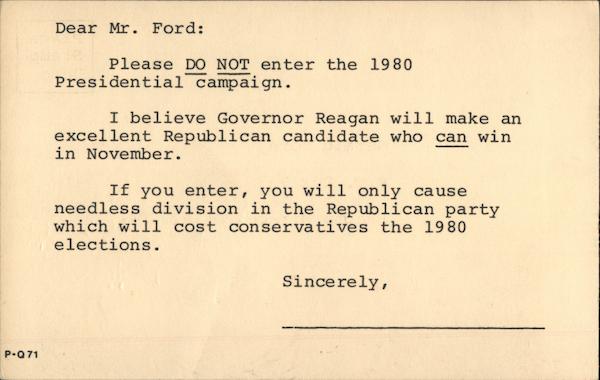 Dear Mr. Ford:
Please DO NOT enter the 1980
Presidential campaign.
I believe Governor Reagan will make an
excellent Republican candidate who can win
in November.
If you enter, you will only cause
needless division in the Republican party
which will cost conservatives the 1980
elections.
Sincerely,
P-Q71